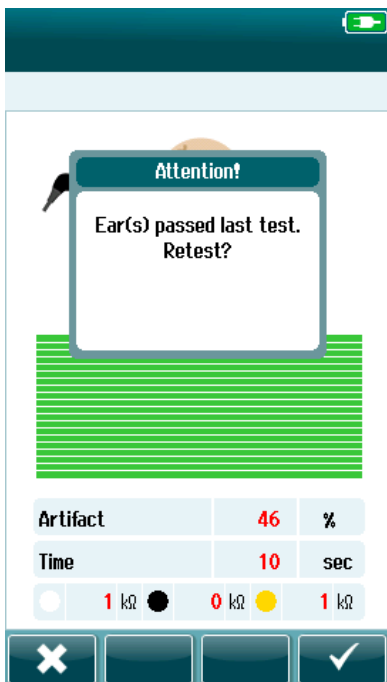 Attention!
Ear(s) passed last test.
Retest?
Artifact 46 %
Time 10 sec
1 kΩ 0 kΩ 1 kΩ